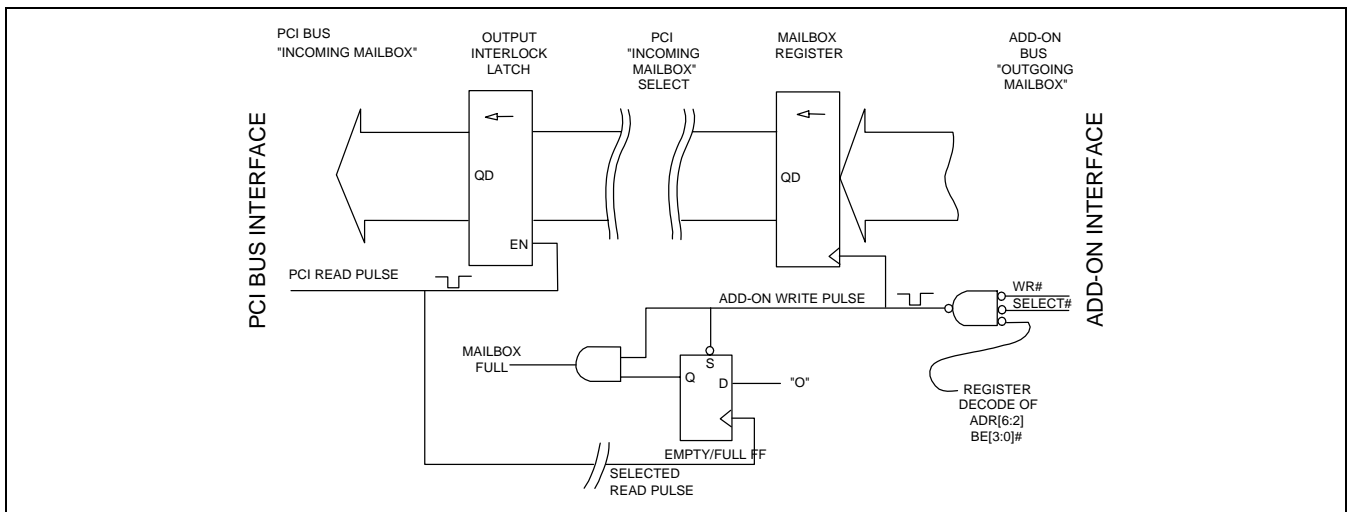 PCI BUS
"INCOMING MAILBOX"
OUTPUT
INTERLOCK
LATCH
PCI
"INCOMING
MAILBOX"
SELECT
MAILBOX
REGISTER
ADD-ON
BUS
"OUTGOING
MAILBOX"
PCI BUS INTERFACE
QD
EN
QD
ADD-ON INTERFACE
PCI READ PULSE
ADD-ON WRITE PULSE
WR#
SELECT#
MAILBOX
FULL
S
Q
D
"O"
REGISTER
DECODE OF
ADR[6:2]
BE[3:0]#
EMPTY/FULL FF
SELECTED
READ PULSE